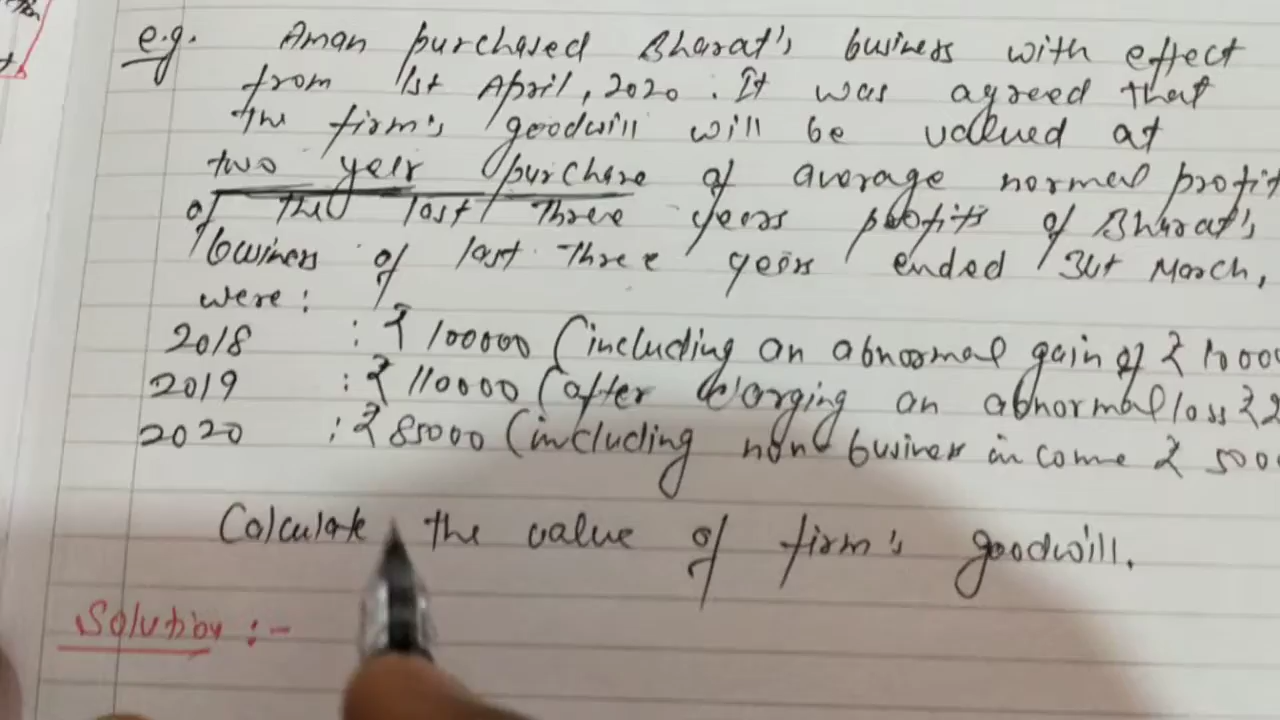 e.g. Aman purchased Bharat's business with effect
from 1st April, 2020. It was agreed that
the firm's goodwill will be valued at
two year purchase of average normal profit
of the last three years profits of Bharat's
business of last three years ended 31st March,
were:
2018 : ₹ 100000 (including an abnormal gain of ₹ 1000
2019 : ₹ 110000 (after charging an abnormal loss ₹ 2
2020 : ₹ 85000 (including non business income ₹ 500
Calculate the value of firm's goodwill.
Solution :-